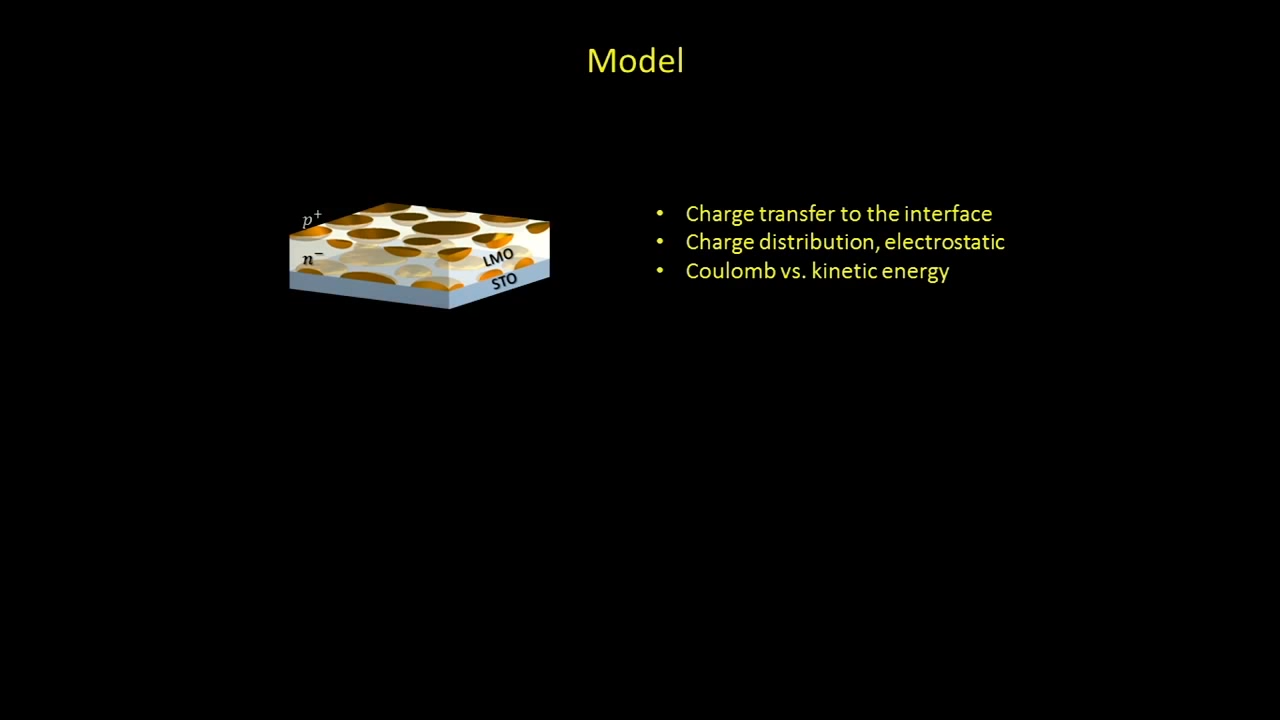 Model
p⁺
n⁻
LMO
STO
• Charge transfer to the interface
• Charge distribution, electrostatic
• Coulomb vs. kinetic energy